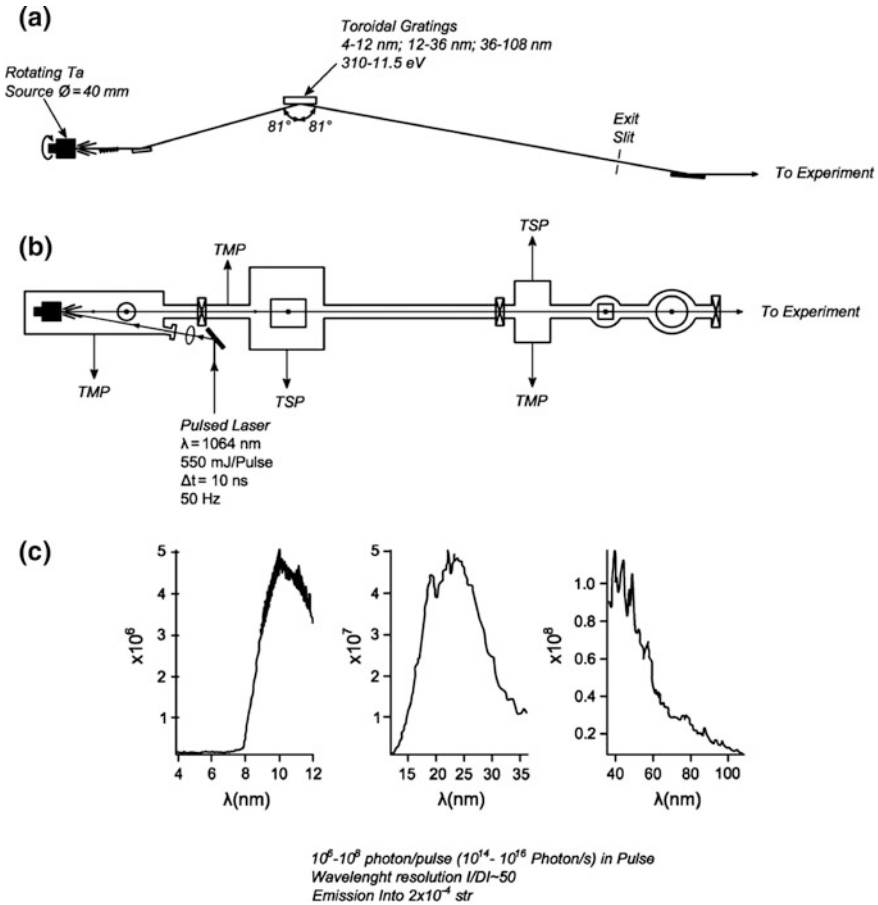 (a)
Toroidal Gratings
4-12 nm; 12-36 nm; 36-108 nm
310-11.5 eV
Rotating Ta
Source Ø = 40 mm
81° 81°
Exit
Slit
To Experiment
(b)
TMP
TSP
To Experiment
TMP
TSP
TMP
Pulsed Laser
λ = 1064 nm
550 mJ/Pulse
Δt = 10 ns
50 Hz
(c)
5
4
3
2
1
x10⁶
4 6 8 10 12
λ(nm)
5
4
3
2
1
x10⁷
15 20 25 30 35
λ(nm)
1.0
0.8
0.6
0.4
0.2
x10⁸
40 60 80 100
λ(nm)
10⁶-10⁸ photon/pulse (10¹⁴- 10¹⁶ Photon/s) in Pulse
Wavelenght resolution I/DI~50
Emission Into 2x10⁻⁴ str